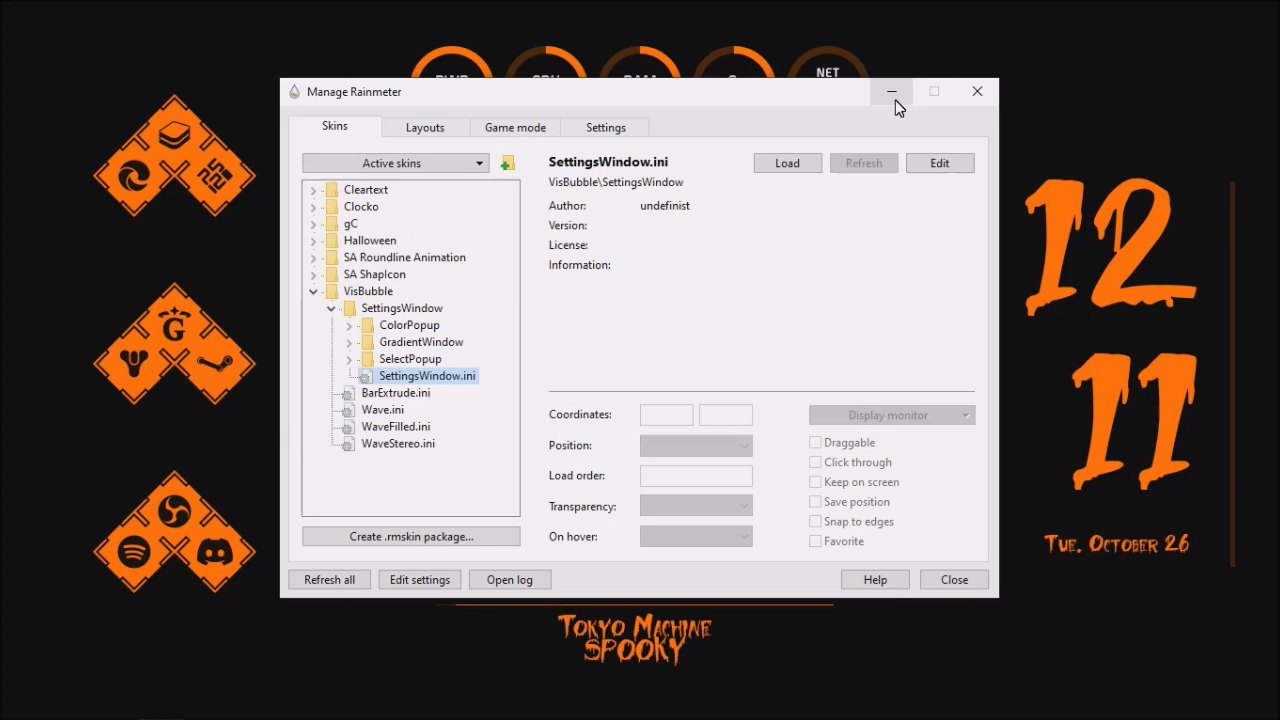 NET
Manage Rainmeter
Skins
Layouts
Game mode
Settings
Active skins
Cleartext
Clocko
gC
Halloween
SA Roundline Animation
SA ShapIcon
VisBubble
SettingsWindow
ColorPopup
GradientWindow
SelectPopup
SettingsWindow.ini
BarExtrude.ini
Wave.ini
WaveFilled.ini
WaveStereo.ini
Create .rmskin package...
SettingsWindow.ini
Load
Refresh
Edit
VisBubble\SettingsWindow
Author: undefinist
Version:
License:
Information:
Coordinates:
Display monitor
Position:
Load order:
Transparency:
On hover:
Draggable
Click through
Keep on screen
Save position
Snap to edges
Favorite
Refresh all
Edit settings
Open log
Help
Close
12
11
Tue, October 26
Tokyo Machine
SPOOKY